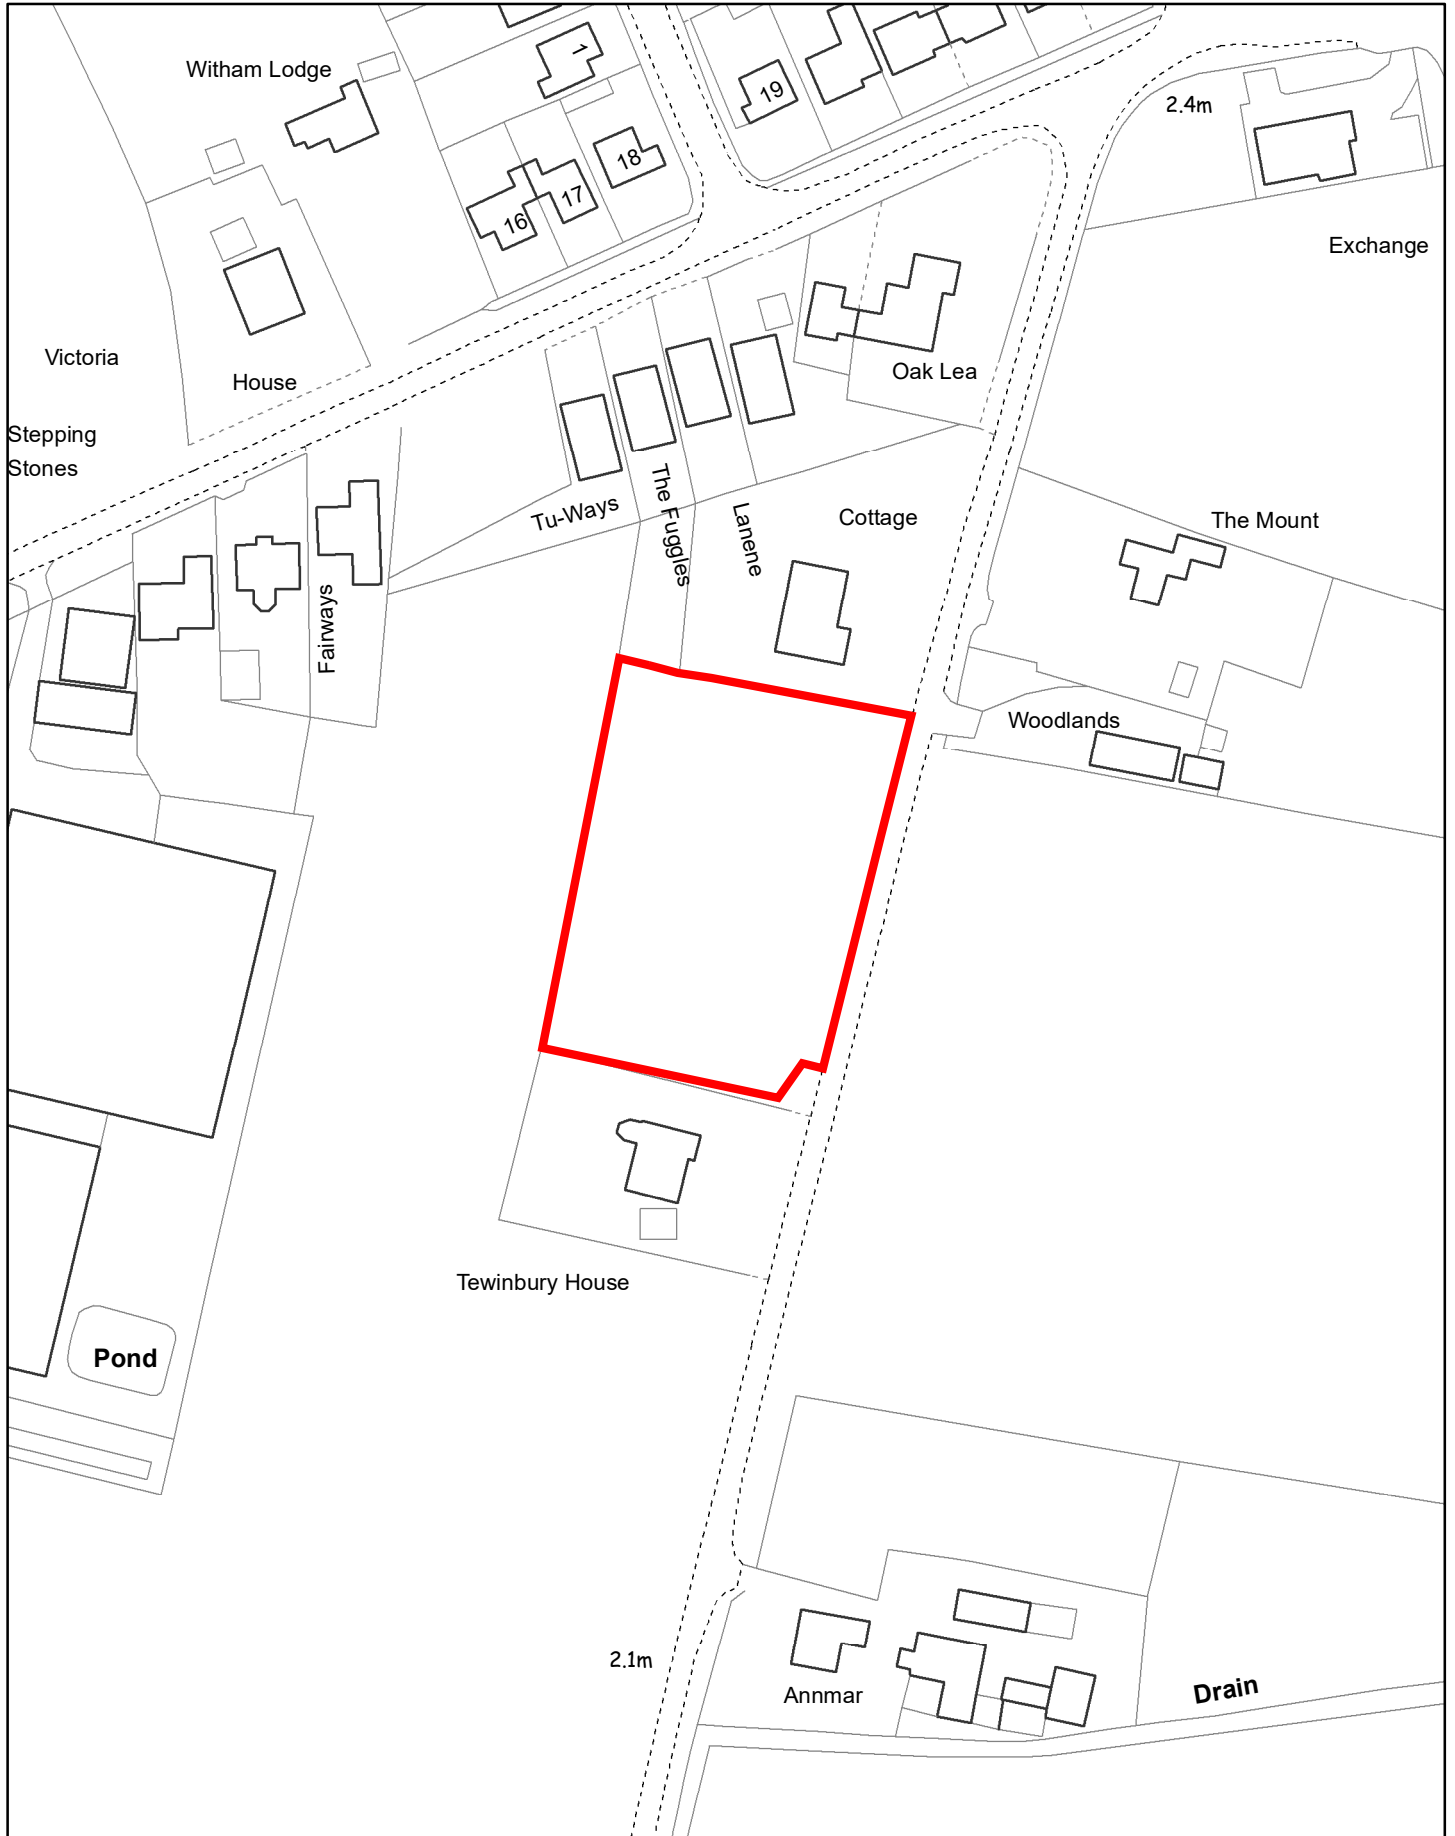 Witham Lodge
1
19
2.4m
18
17
16
Exchange
Victoria
House
Oak Lea
Stepping
Stones
Tu-Ways
The Fuggles
Lanene
Cottage
The Mount
Fairways
Woodlands
Tewinbury House
Pond
2.1m
Annmar
Drain